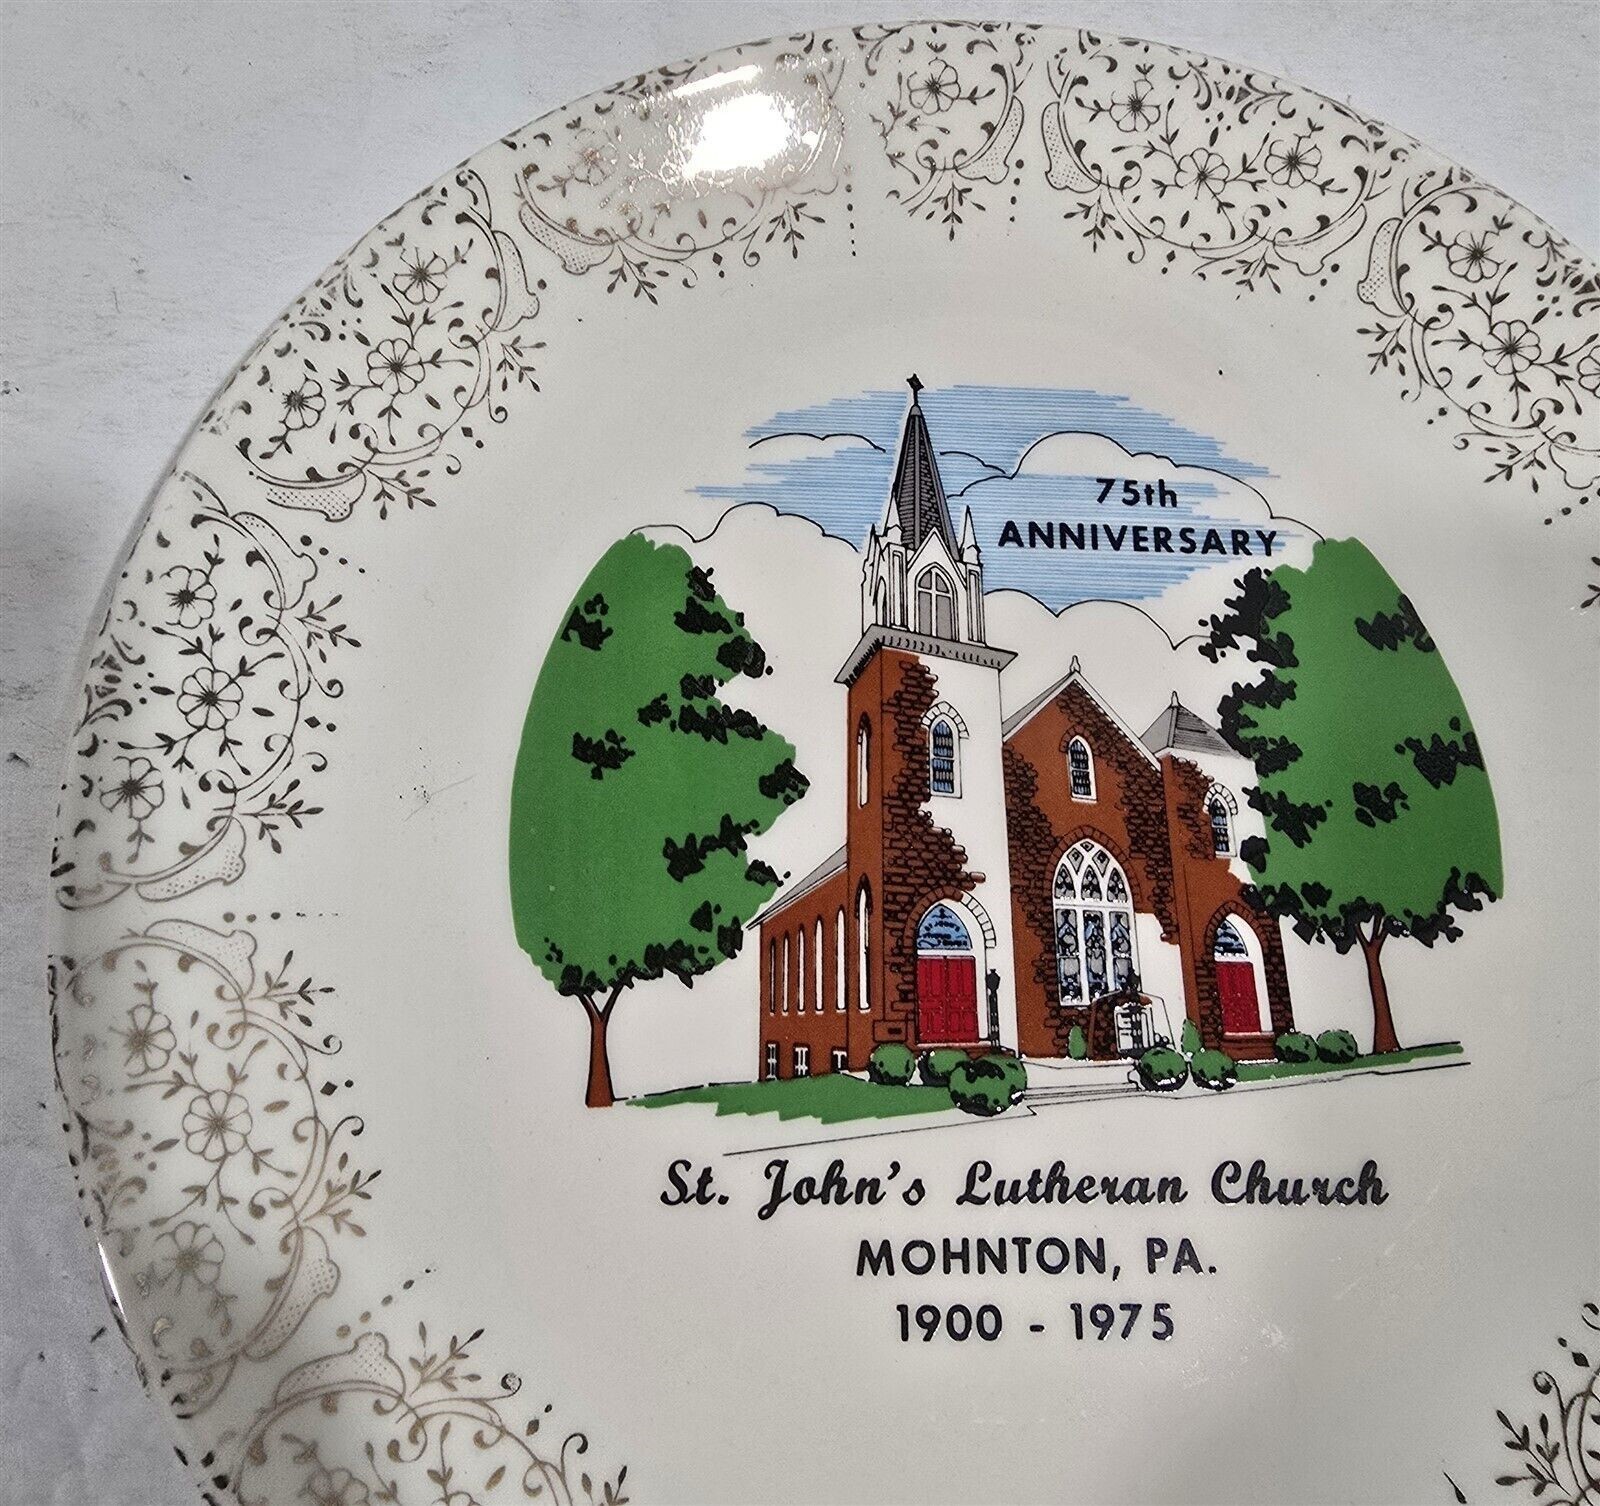 75th
ANNIVERSARY
St. John's Lutheran Church
MOHNTON, PA.
1900 - 1975